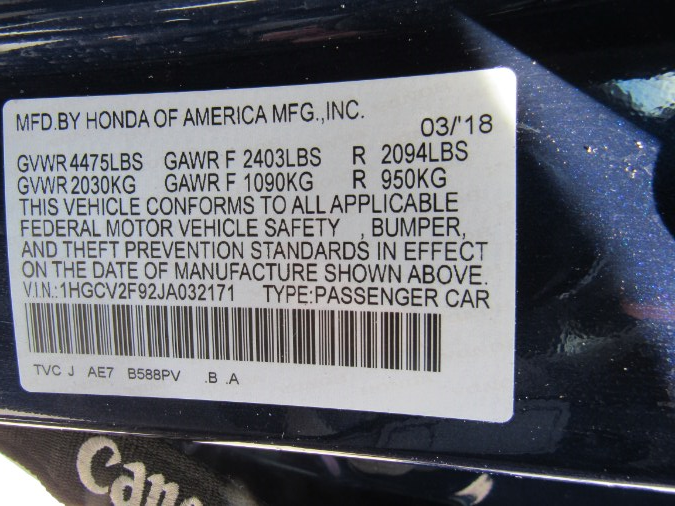 MFD.BY HONDA OF AMERICA MFG.,INC.
03/'18
GVWR 4475LBS GAWR F 2403LBS R 2094LBS
GVWR 2030KG GAWR F 1090KG R 950KG
THIS VEHICLE CONFORMS TO ALL APPLICABLE
FEDERAL MOTOR VEHICLE SAFETY , BUMPER,
AND THEFT PREVENTION STANDARDS IN EFFECT
ON THE DATE OF MANUFACTURE SHOWN ABOVE.
V.I.N.:1HGCV2F92JA032171 TYPE:PASSENGER CAR
TVC J AE7 B588PV .B .A